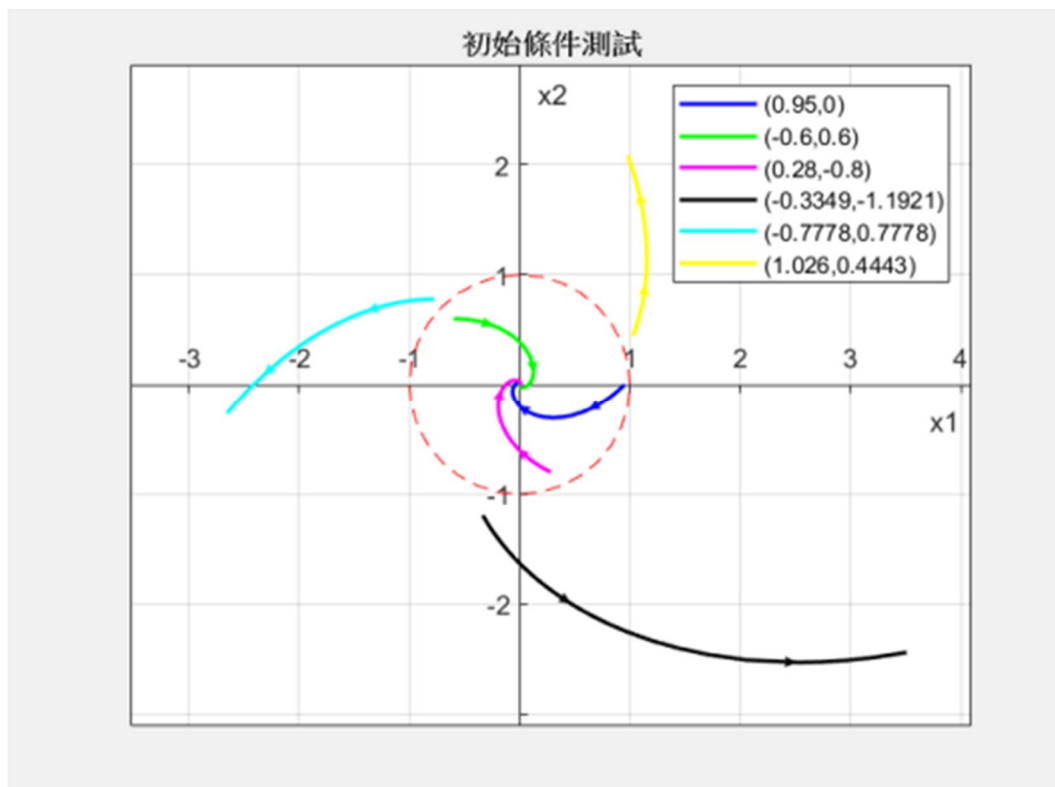 初始條件測試
x2
(0.95,0)
(-0.6,0.6)
(0.28,-0.8)
(-0.3349,-1.1921)
(-0.7778,0.7778)
(1.026,0.4443)
2
1
-3 -2 -1 1 2 3 4
x1
-1
-2